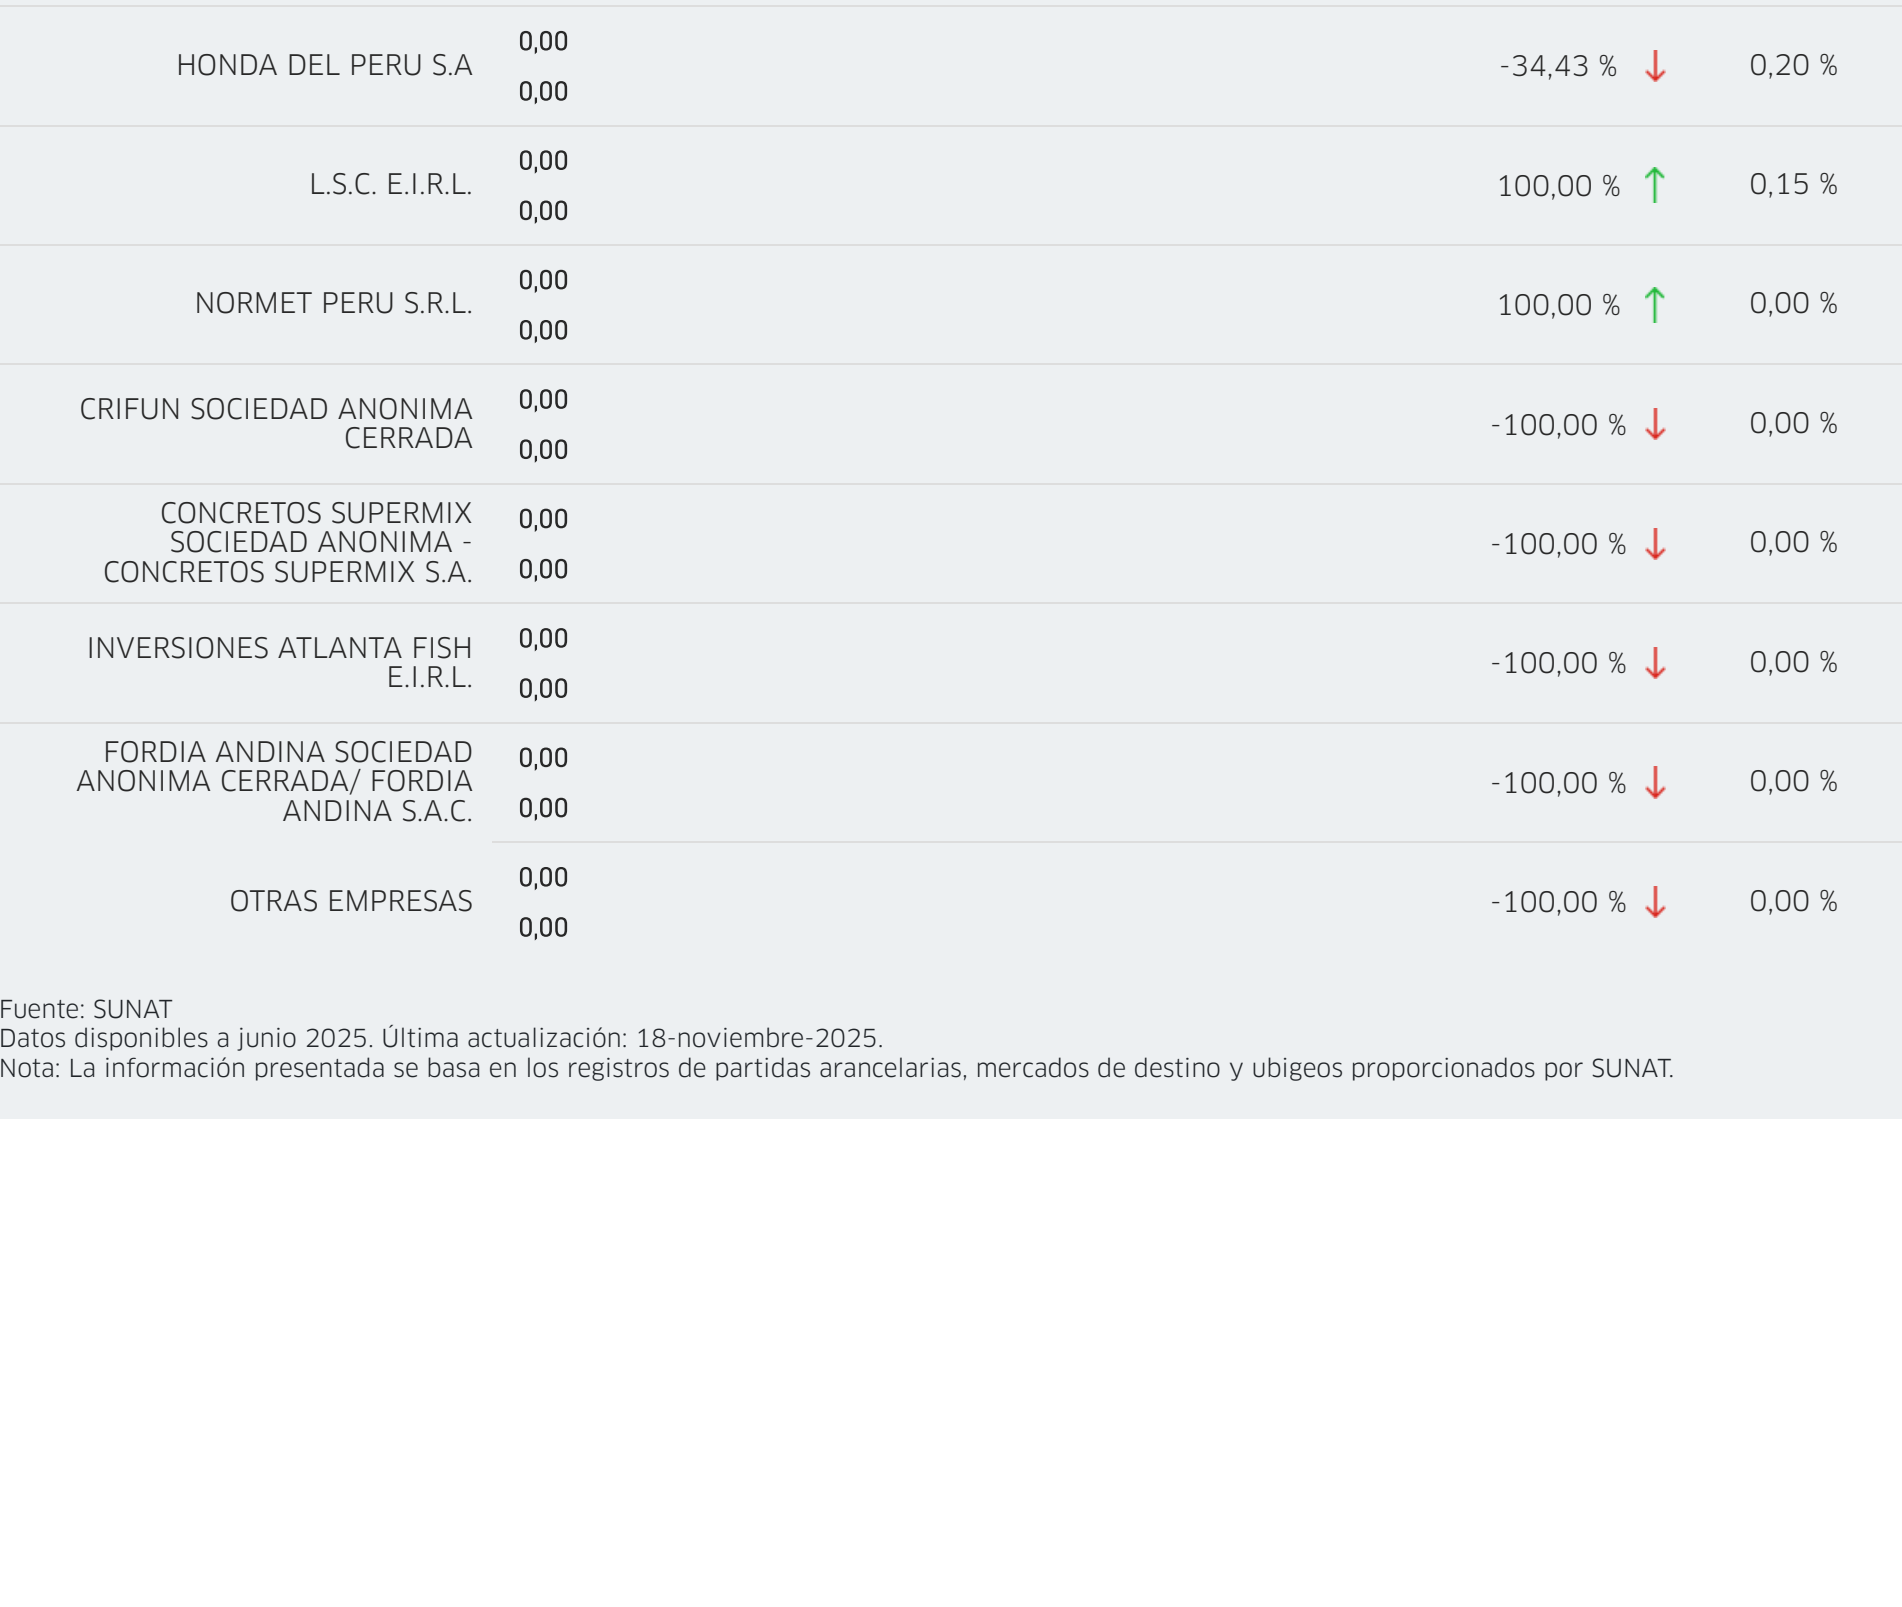 HONDA DEL PERU S.A
0,00
0,00
-34,43 %
0,20 %
L.S.C. E.I.R.L.
0,00
0,00
100,00 %
0,15 %
NORMET PERU S.R.L.
0,00
0,00
100,00 %
0,00 %
CRIFUN SOCIEDAD ANONIMA
CERRADA
0,00
0,00
-100,00 %
0,00 %
CONCRETOS SUPERMIX
SOCIEDAD ANONIMA -
CONCRETOS SUPERMIX S.A.
0,00
0,00
-100,00 %
0,00 %
INVERSIONES ATLANTA FISH
E.I.R.L.
0,00
0,00
-100,00 %
0,00 %
FORDIA ANDINA SOCIEDAD
ANONIMA CERRADA/ FORDIA
ANDINA S.A.C.
0,00
0,00
-100,00 %
0,00 %
OTRAS EMPRESAS
0,00
0,00
-100,00 %
0,00 %
Fuente: SUNAT
Datos disponibles a junio 2025. Última actualización: 18-noviembre-2025.
Nota: La información presentada se basa en los registros de partidas arancelarias, mercados de destino y ubigeos proporcionados por SUNAT.